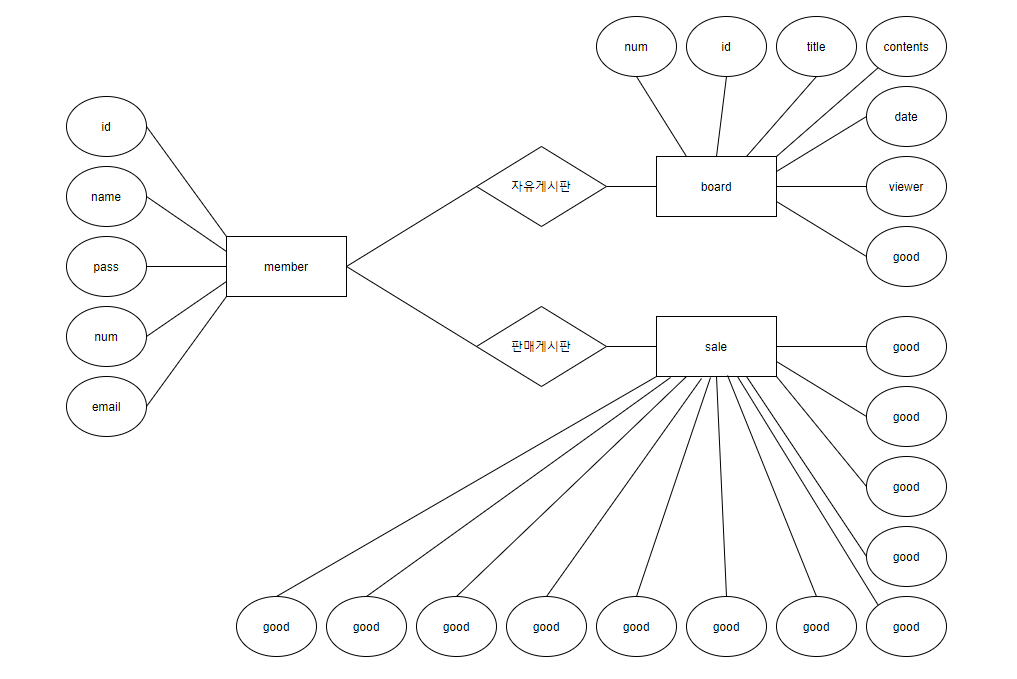 num
id
title
contents
id
date
name
자유게시판
board
viewer
pass
member
good
num
판매게시판
sale
good
email
good
good
good
good
good
good
good
good
good
good
good
good